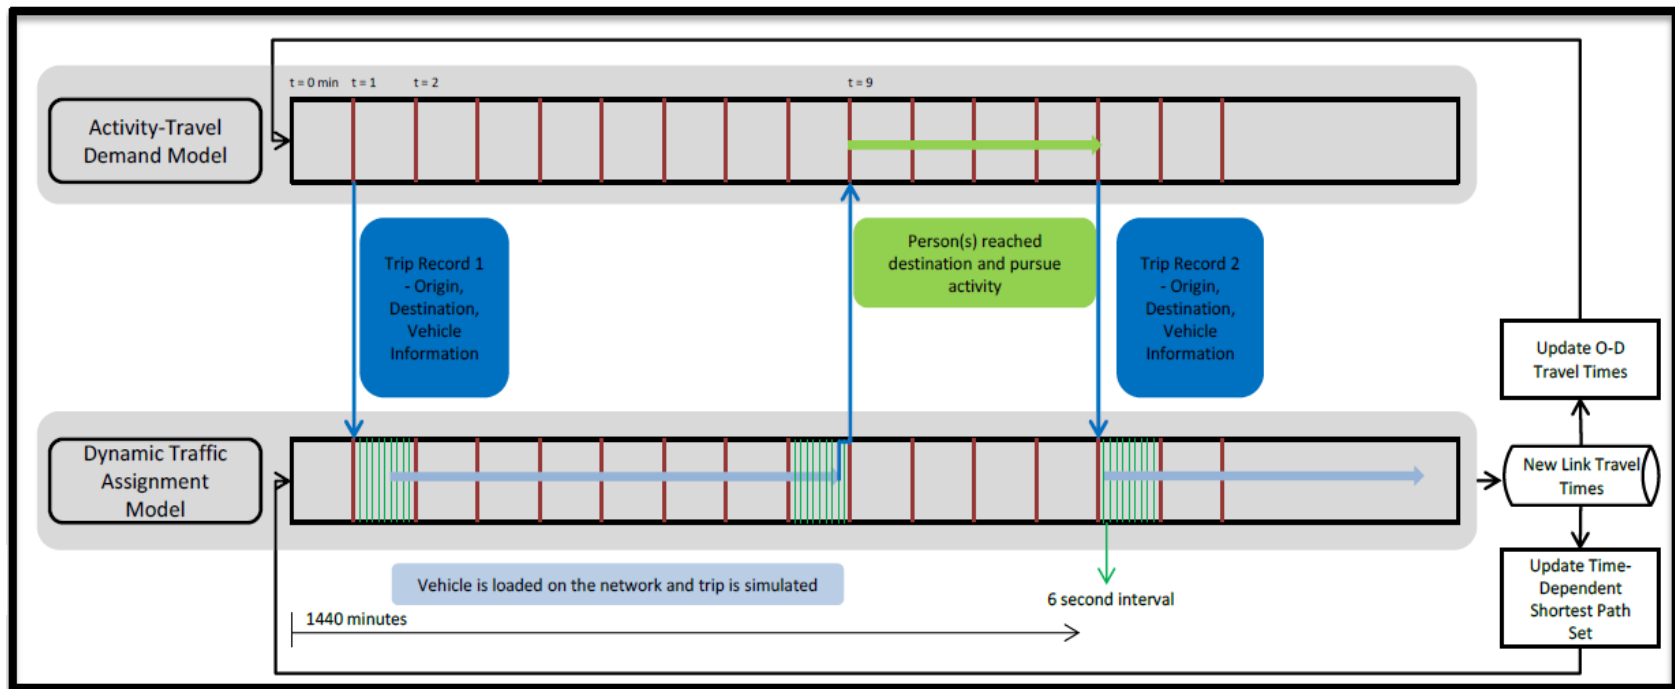 t = 0 min
t = 1
t = 2
t = 9
Activity-Travel
Demand Model
Trip Record 1
- Origin,
Destination,
Vehicle
Information
Person(s) reached
destination and pursue
activity
Trip Record 2
- Origin,
Destination,
Vehicle
Information
Update O-D
Travel Times
Dynamic Traffic
Assignment
Model
New Link Travel
Times
Vehicle is loaded on the network and trip is simulated
6 second interval
1440 minutes
Update Time-
Dependent
Shortest Path
Set